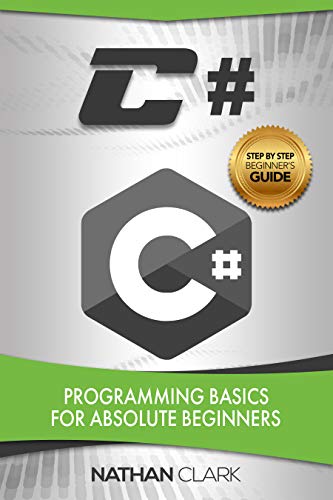 C#
STEP BY STEP
BEGINNER'S
GUIDE
C#
PROGRAMMING BASICS
FOR ABSOLUTE BEGINNERS
NATHAN CLARK